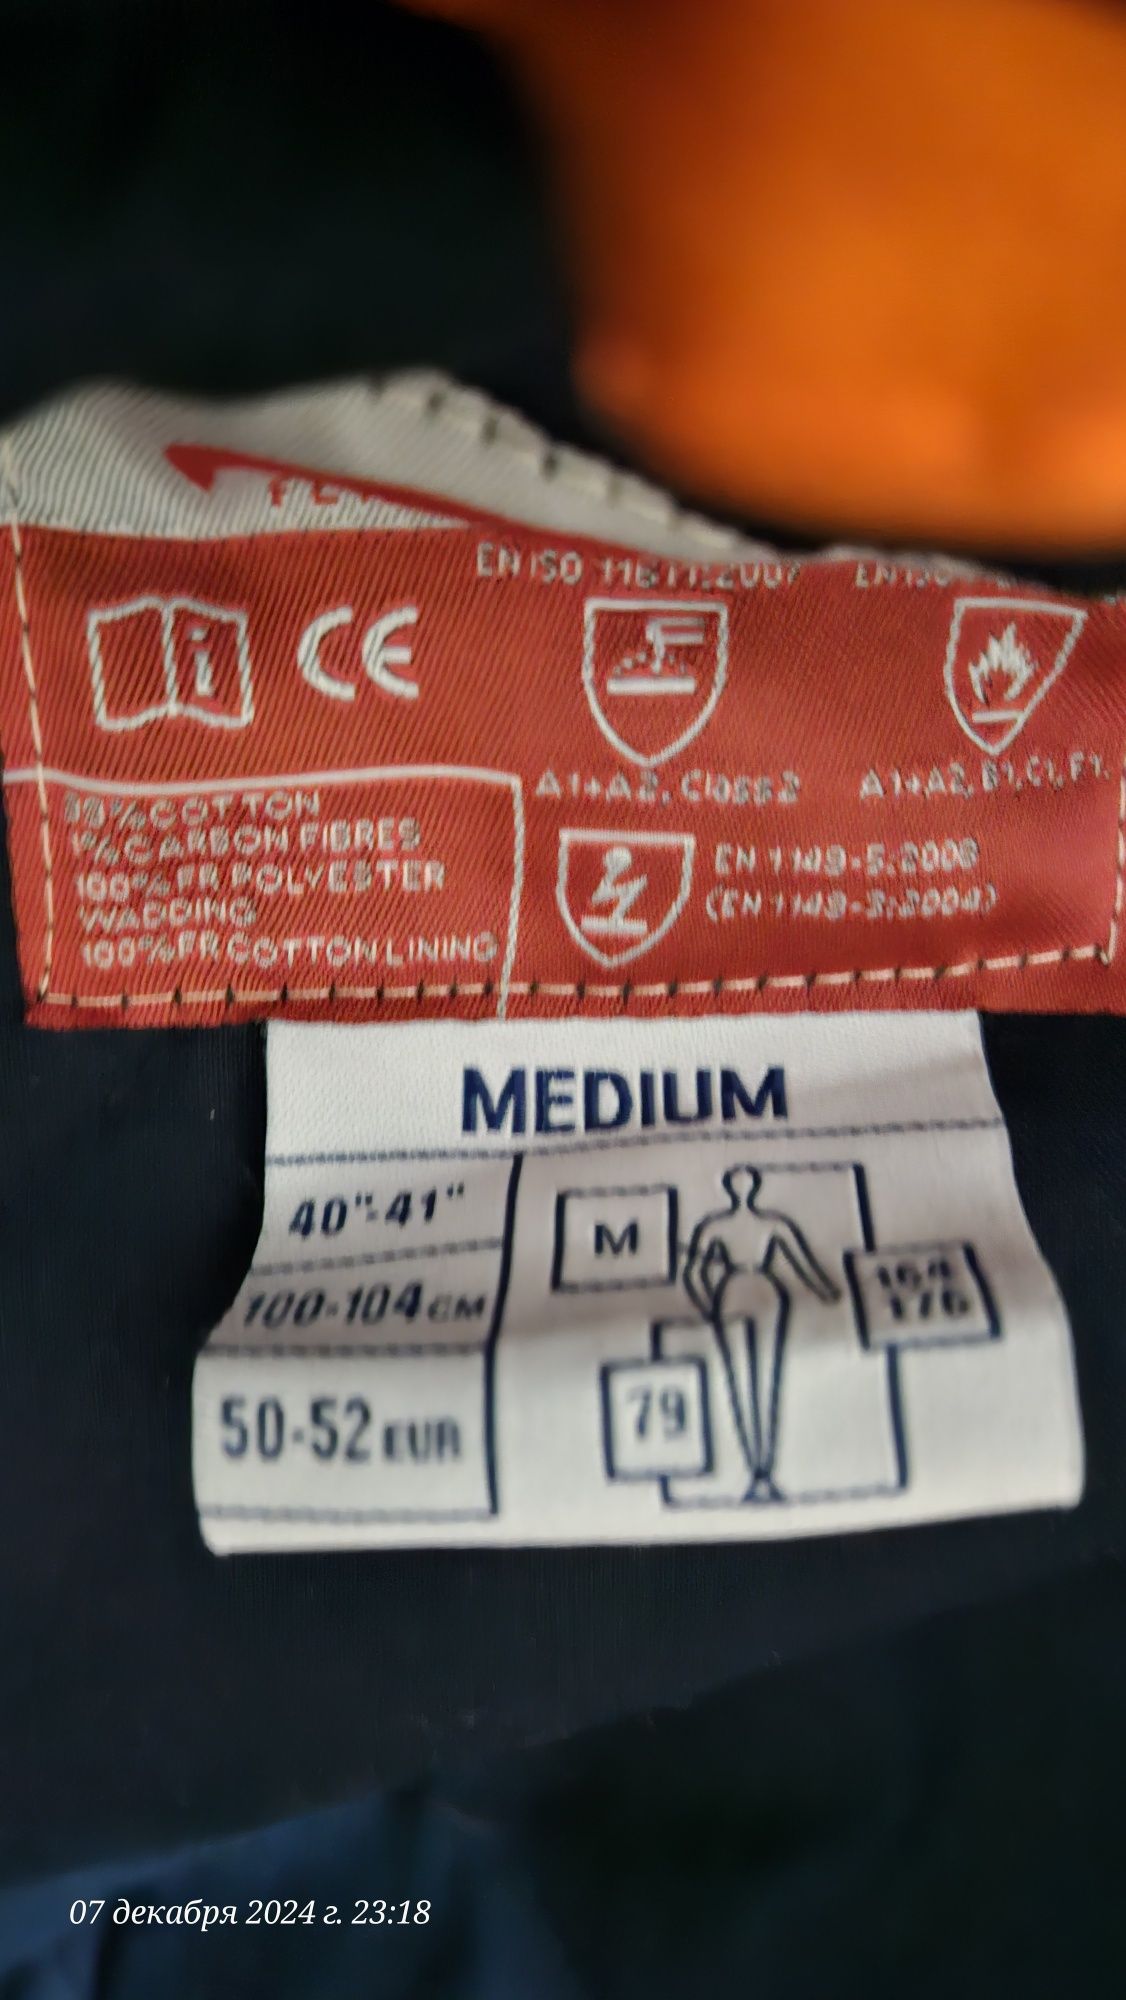 EN ISO 11611:2007
CE
A1+A2, Class 2
A1+A2, B1, C1, F1.
99% COTTON
1% CARBON FIBRES
100% FR POLYESTER
WADDING
100% FR COTTON LINING
EN 1149-5:2008
(EN 1149-3:2004)
MEDIUM
40"-41"
100-104 CM
50-52 EUR
M
164
176
79
07 декабря 2024 г. 23:18